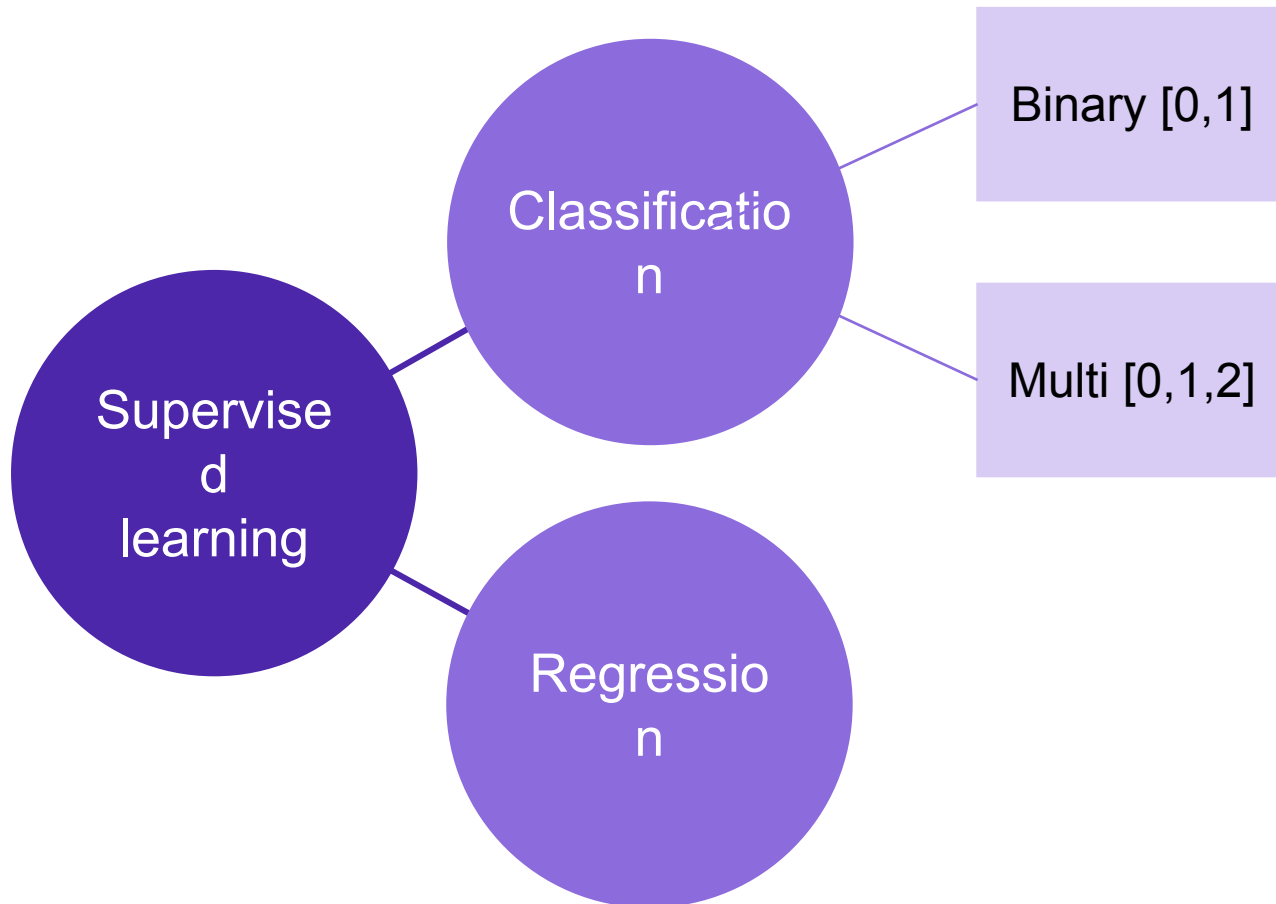 Supervise
d
learning
Classificatio
n
Binary [0,1]
Multi [0,1,2]
Regressio
n